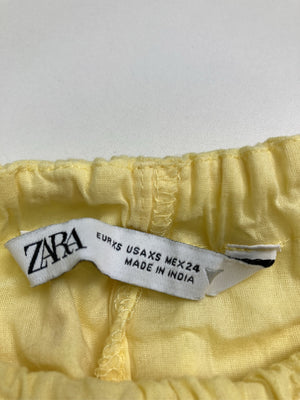 ZARA
EUR XS USA XS MEX 24
MADE IN INDIA